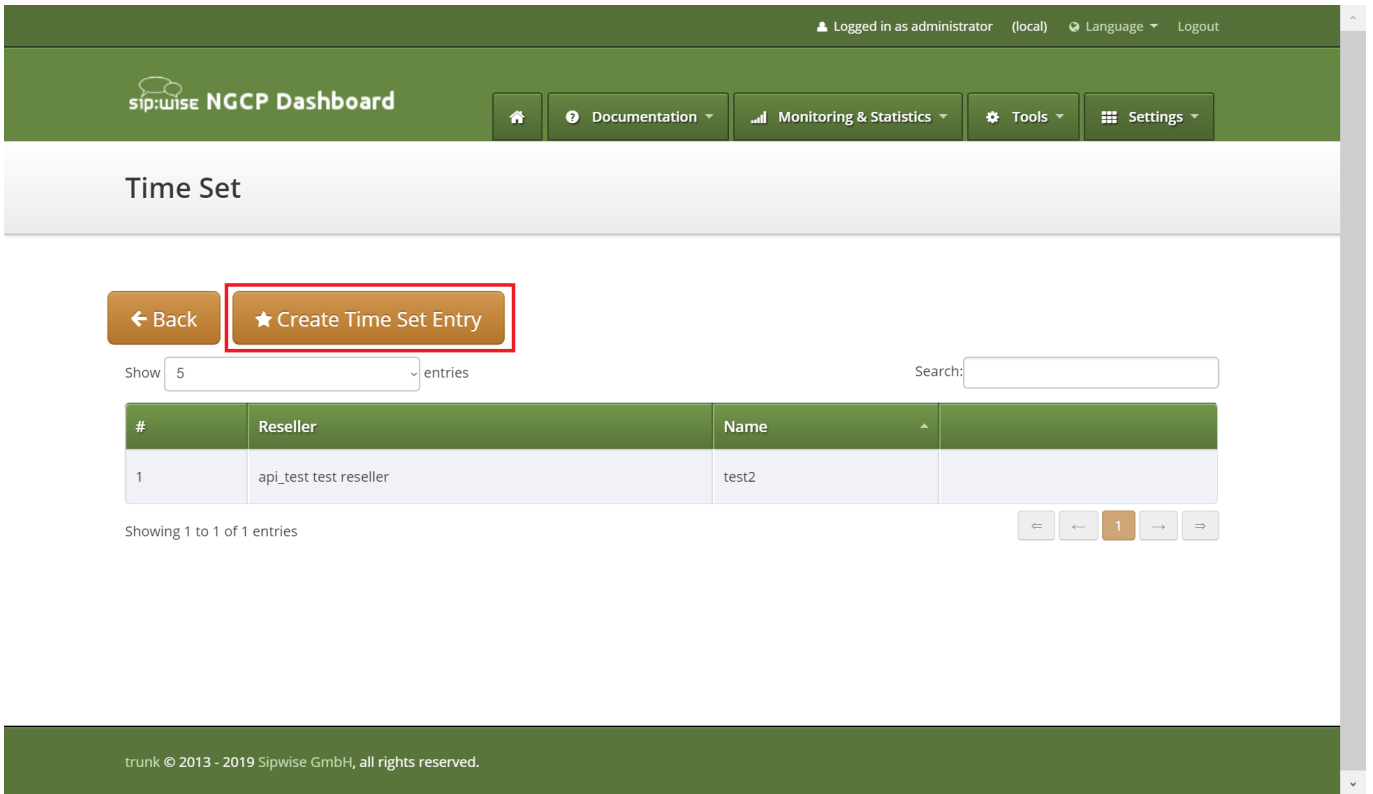 Logged in as administrator (local) Language Logout
sip:wise NGCP Dashboard
Documentation Monitoring & Statistics Tools Settings
Time Set
Back Create Time Set Entry
Show 5 entries Search:
# Reseller Name
1 api_test test reseller test2
Showing 1 to 1 of 1 entries ⇐ ← 1 → ⇒
trunk © 2013 - 2019 Sipwise GmbH, all rights reserved.